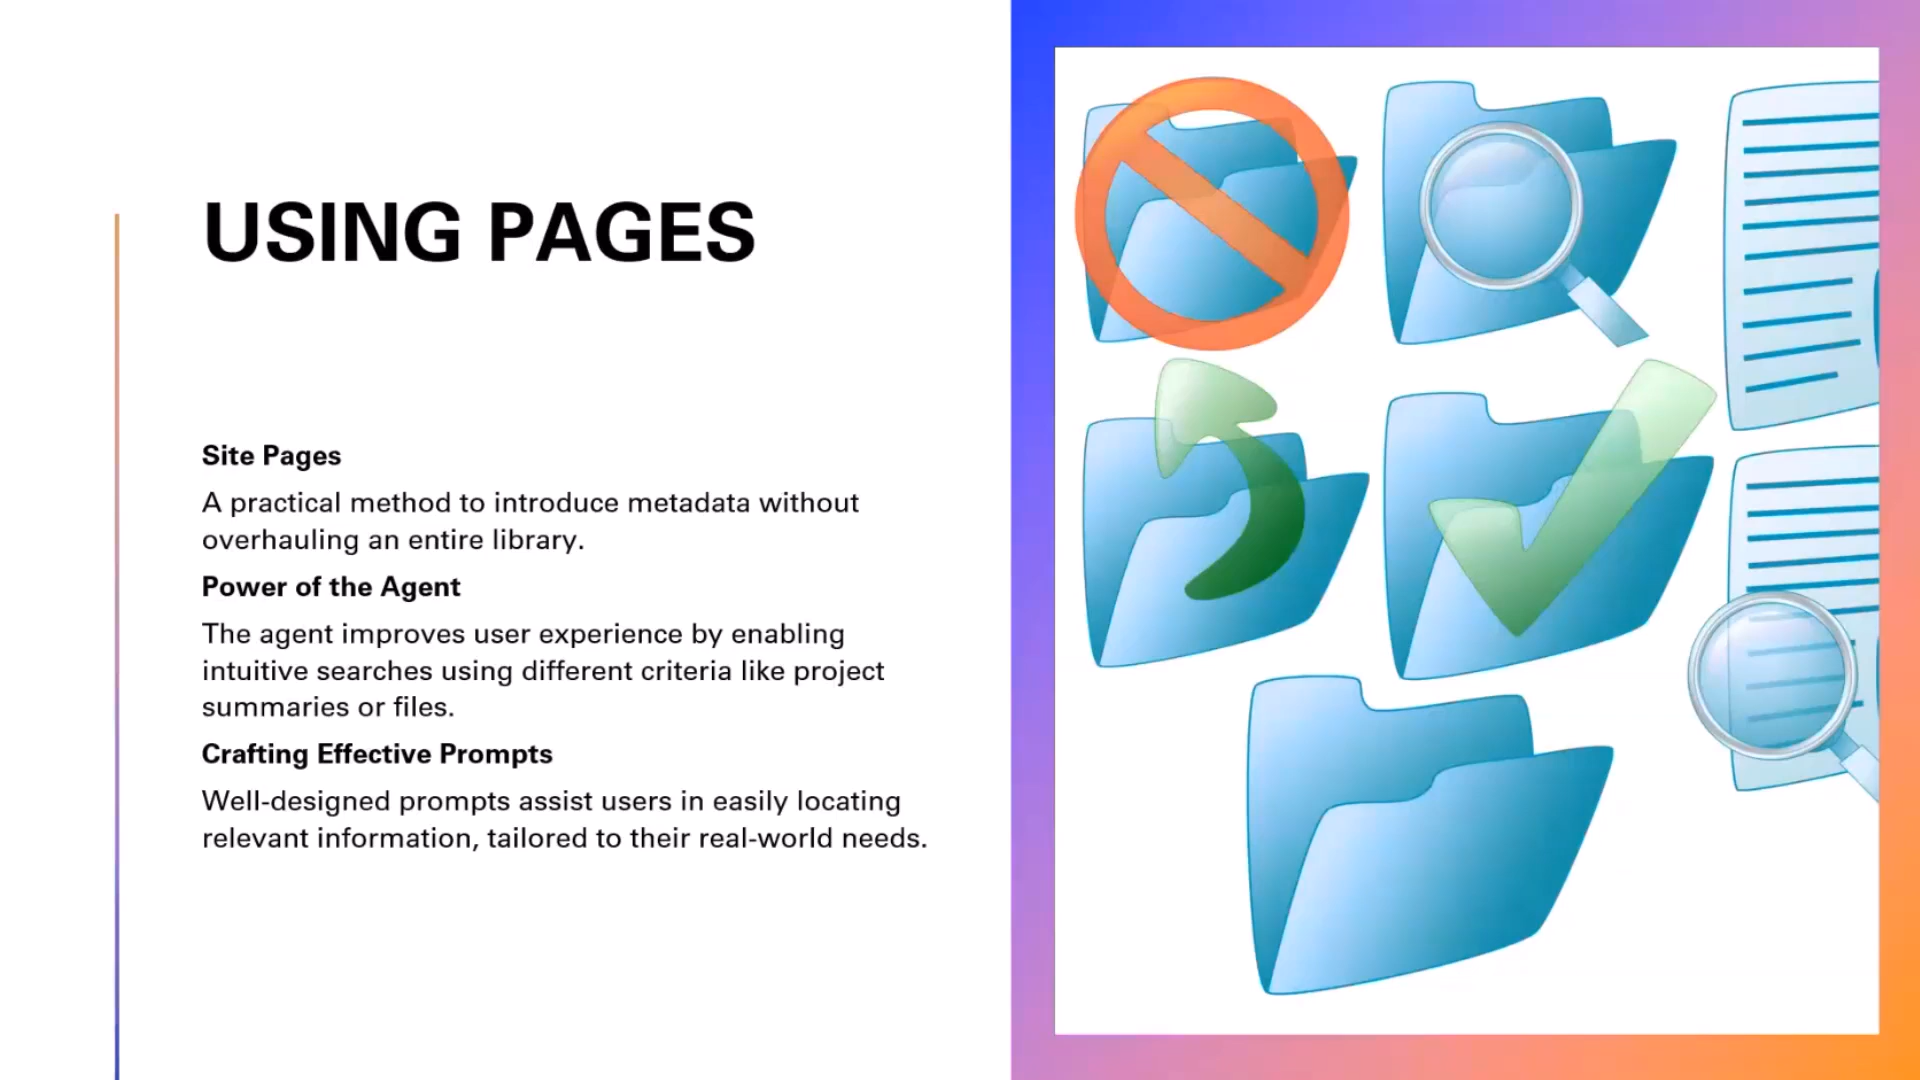 USING PAGES
Site Pages
A practical method to introduce metadata without
overhauling an entire library.
Power of the Agent
The agent improves user experience by enabling
intuitive searches using different criteria like project
summaries or files.
Crafting Effective Prompts
Well-designed prompts assist users in easily locating
relevant information, tailored to their real-world needs.